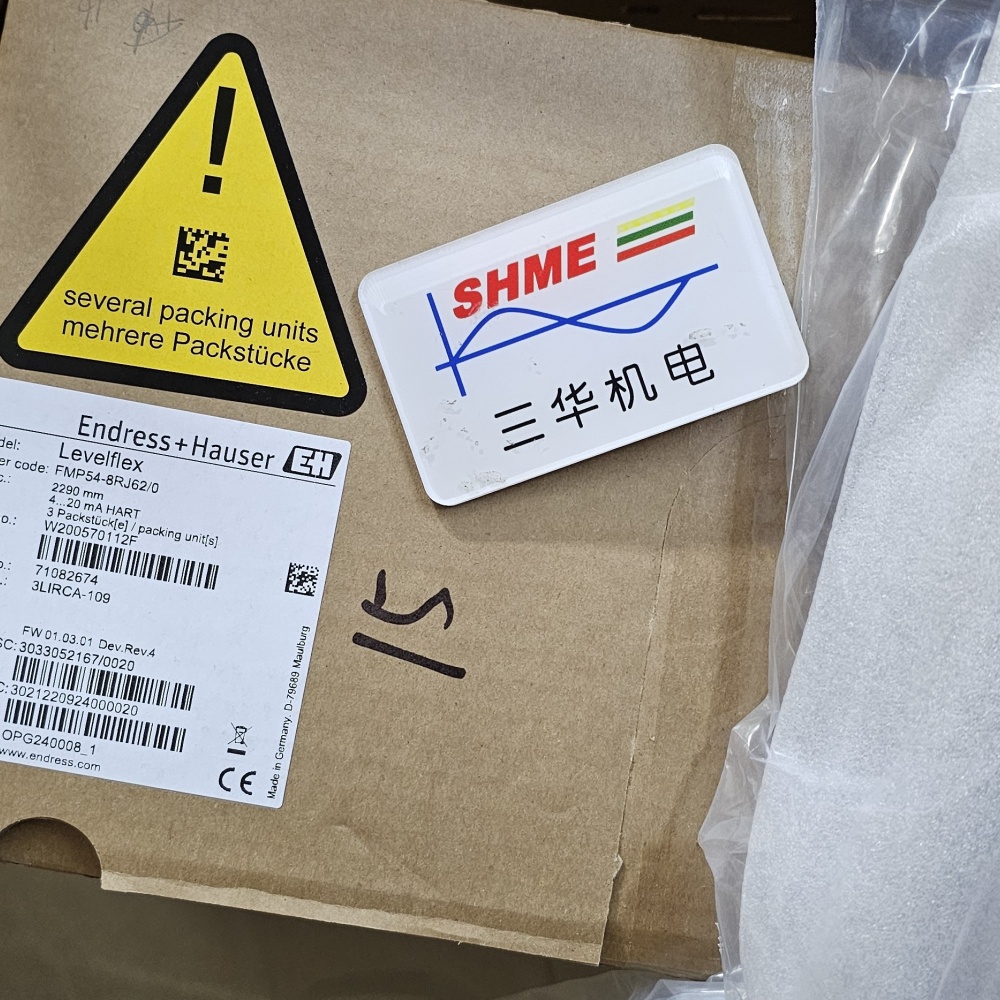 !
several packing units
mehrere Packstücke
SHME
三华机电
Endress+Hauser
EH
del:
Levelflex
er code: FMP54-8RJ62/0
c.:
2290 mm
4...20 mA HART
3 Packstück[e] / packing unit[s]
o.:
W200570112F
o.:
71082674
.:
3LIRCA-109
FW 01.03.01 Dev.Rev.4
SC: 3033052167/0020
C: 3021220924000020
OPG240008_1
www.endress.com
CE
Made in Germany, D-79689 Maulburg